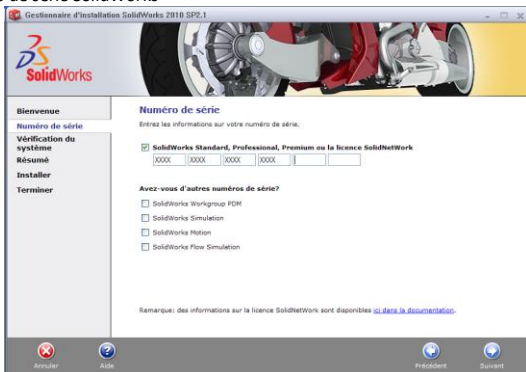 Gestionnaire d'installation SolidWorks 2010 SP2.1
SolidWorks
Bienvenue
Numéro de série
Vérification du
système
Résumé
Installer
Terminer
Numéro de série
Entrez les informations sur votre numéro de série.
SolidWorks Standard, Professional, Premium ou la licence SolidNetWork
XXXX XXXX XXXX XXXX
Avez-vous d'autres numéros de série?
SolidWorks Workgroup PDM
SolidWorks Simulation
SolidWorks Motion
SolidWorks Flow Simulation
Remarque: des informations sur la licence SolidNetWork sont disponibles ici dans la documentation.
Annuler Aide Précédent Suivant